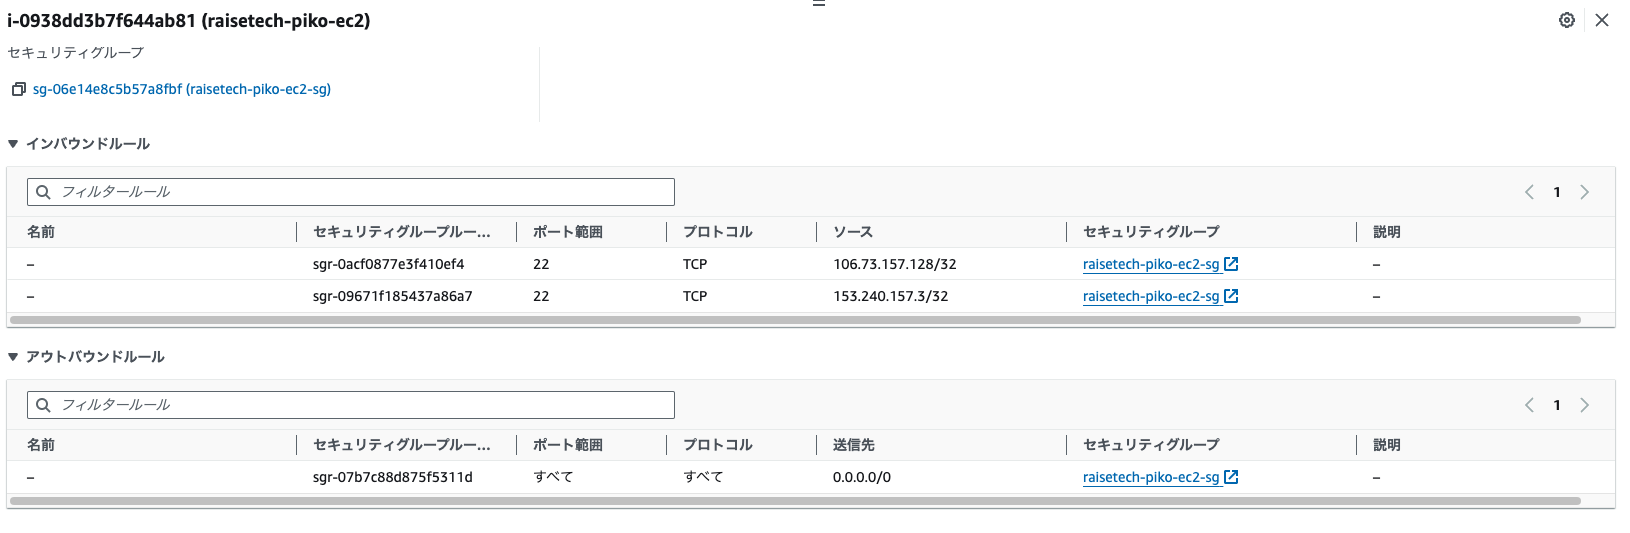 i-0938dd3b7f644ab81 (raisetech-piko-ec2)
セキュリティグループ
sg-06e14e8c5b57a8fbf (raisetech-piko-ec2-sg)
▼ インバウンドルール
フィルタールール
1
名前 セキュリティグループルー... ポート範囲 プロトコル ソース セキュリティグループ 説明
– sgr-0acf0877e3f410ef4 22 TCP 106.73.157.128/32 raisetech-piko-ec2-sg –
– sgr-09671f185437a86a7 22 TCP 153.240.157.3/32 raisetech-piko-ec2-sg –
▼ アウトバウンドルール
フィルタールール
1
名前 セキュリティグループルー... ポート範囲 プロトコル 送信先 セキュリティグループ 説明
– sgr-07b7c88d875f5311d すべて すべて 0.0.0.0/0 raisetech-piko-ec2-sg –